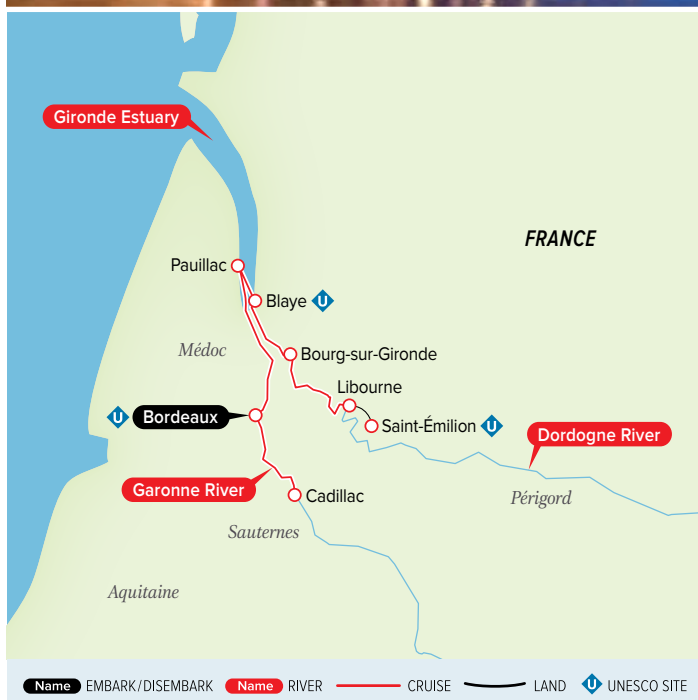 Gironde Estuary
FRANCE
Pauillac
Blaye U
Médoc
Bourg-sur-Gironde
Libourne
U Bordeaux
Saint-Émilion U
Dordogne River
Garonne River
Cadillac
Périgord
Sauternes
Aquitaine
Name EMBARK/DISEMBARK Name RIVER CRUISE LAND U UNESCO SITE